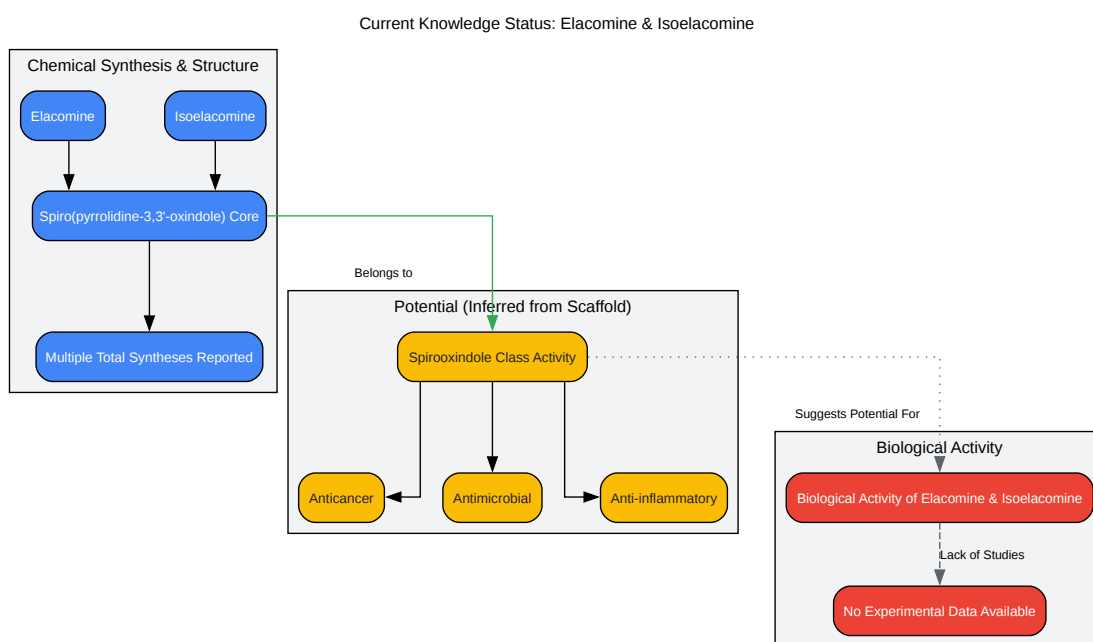 Current Knowledge Status: Elacomine & Isoelacomine
Chemical Synthesis & Structure
Elacomine
Isoelacomine
Spiro(pyrrolidine-3,3'-oxindole) Core
Multiple Total Syntheses Reported
Belongs to
Potential (Inferred from Scaffold)
Spirooxindole Class Activity
Anticancer
Antimicrobial
Anti-inflammatory
Suggests Potential For
Biological Activity
Biological Activity of Elacomine & Isoelacomine
Lack of Studies
No Experimental Data Available